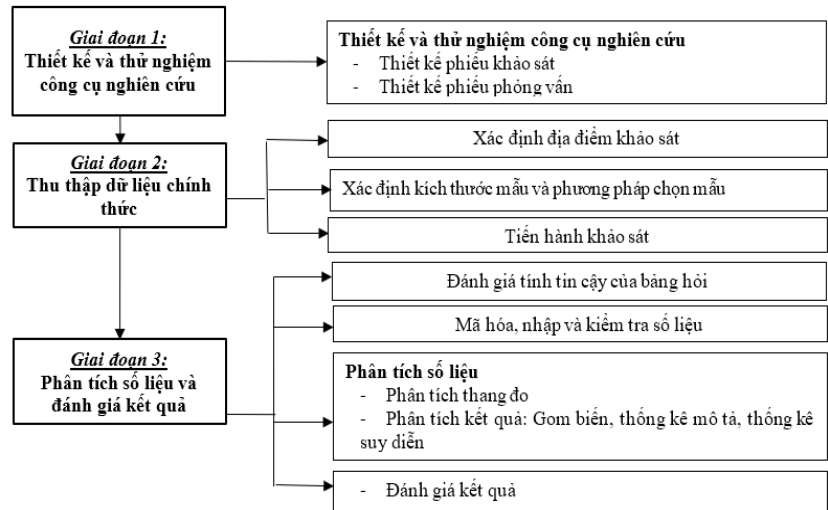 Giai đoạn 1:
Thiết kế và thử nghiệm
công cụ nghiên cứu
Thiết kế và thử nghiệm công cụ nghiên cứu
- Thiết kế phiếu khảo sát
- Thiết kế phiếu phỏng vấn
Giai đoạn 2:
Thu thập dữ liệu chính
thức
Xác định địa điểm khảo sát
Xác định kích thước mẫu và phương pháp chọn mẫu
Tiến hành khảo sát
Giai đoạn 3:
Phân tích số liệu và
đánh giá kết quả
Đánh giá tính tin cậy của bảng hỏi
Mã hóa, nhập và kiểm tra số liệu
Phân tích số liệu
- Phân tích thang đo
- Phân tích kết quả: Gom biến, thống kê mô tả, thống kê
suy diễn
- Đánh giá kết quả